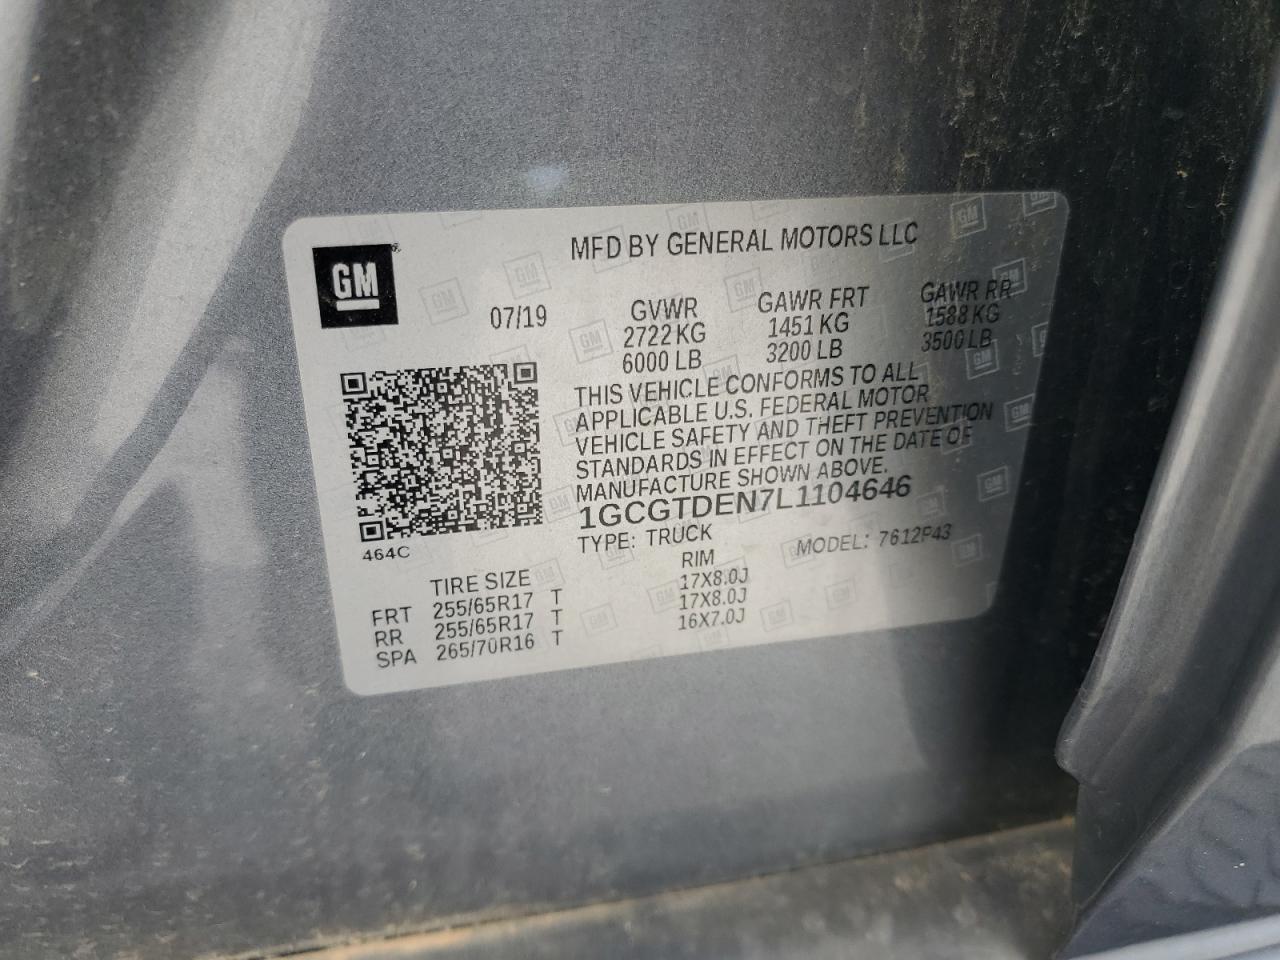 GM
MFD BY GENERAL MOTORS LLC
07/19
GVWR GAWR FRT GAWR RR
2722 KG 1451 KG 1588 KG
6000 LB 3200 LB 3500 LB
THIS VEHICLE CONFORMS TO ALL
APPLICABLE U.S. FEDERAL MOTOR
VEHICLE SAFETY AND THEFT PREVENTION
STANDARDS IN EFFECT ON THE DATE OF
MANUFACTURE SHOWN ABOVE.
1GCGTDEN7L1104646
TYPE: TRUCK MODEL: 7612P43
464C
TIRE SIZE RIM
FRT 255/65R17 T 17X8.0J
RR 255/65R17 T 17X8.0J
SPA 265/70R16 T 16X7.0J